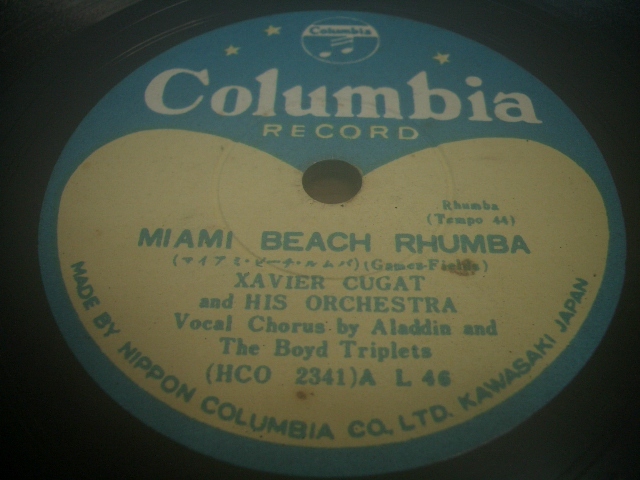 Columbia
Columbia
RECORD
Rhumba
(Tempo 44)
MIAMI BEACH RHUMBA
(マイアミ・ビーチ・ルムバ)(Games-Fields)
XAVIER CUGAT
and HIS ORCHESTRA
Vocal Chorus by Aladdin and
The Boyd Triplets
(HCO 2341)A L 46
MADE BY NIPPON COLUMBIA CO., LTD. KAWASAKI JAPAN